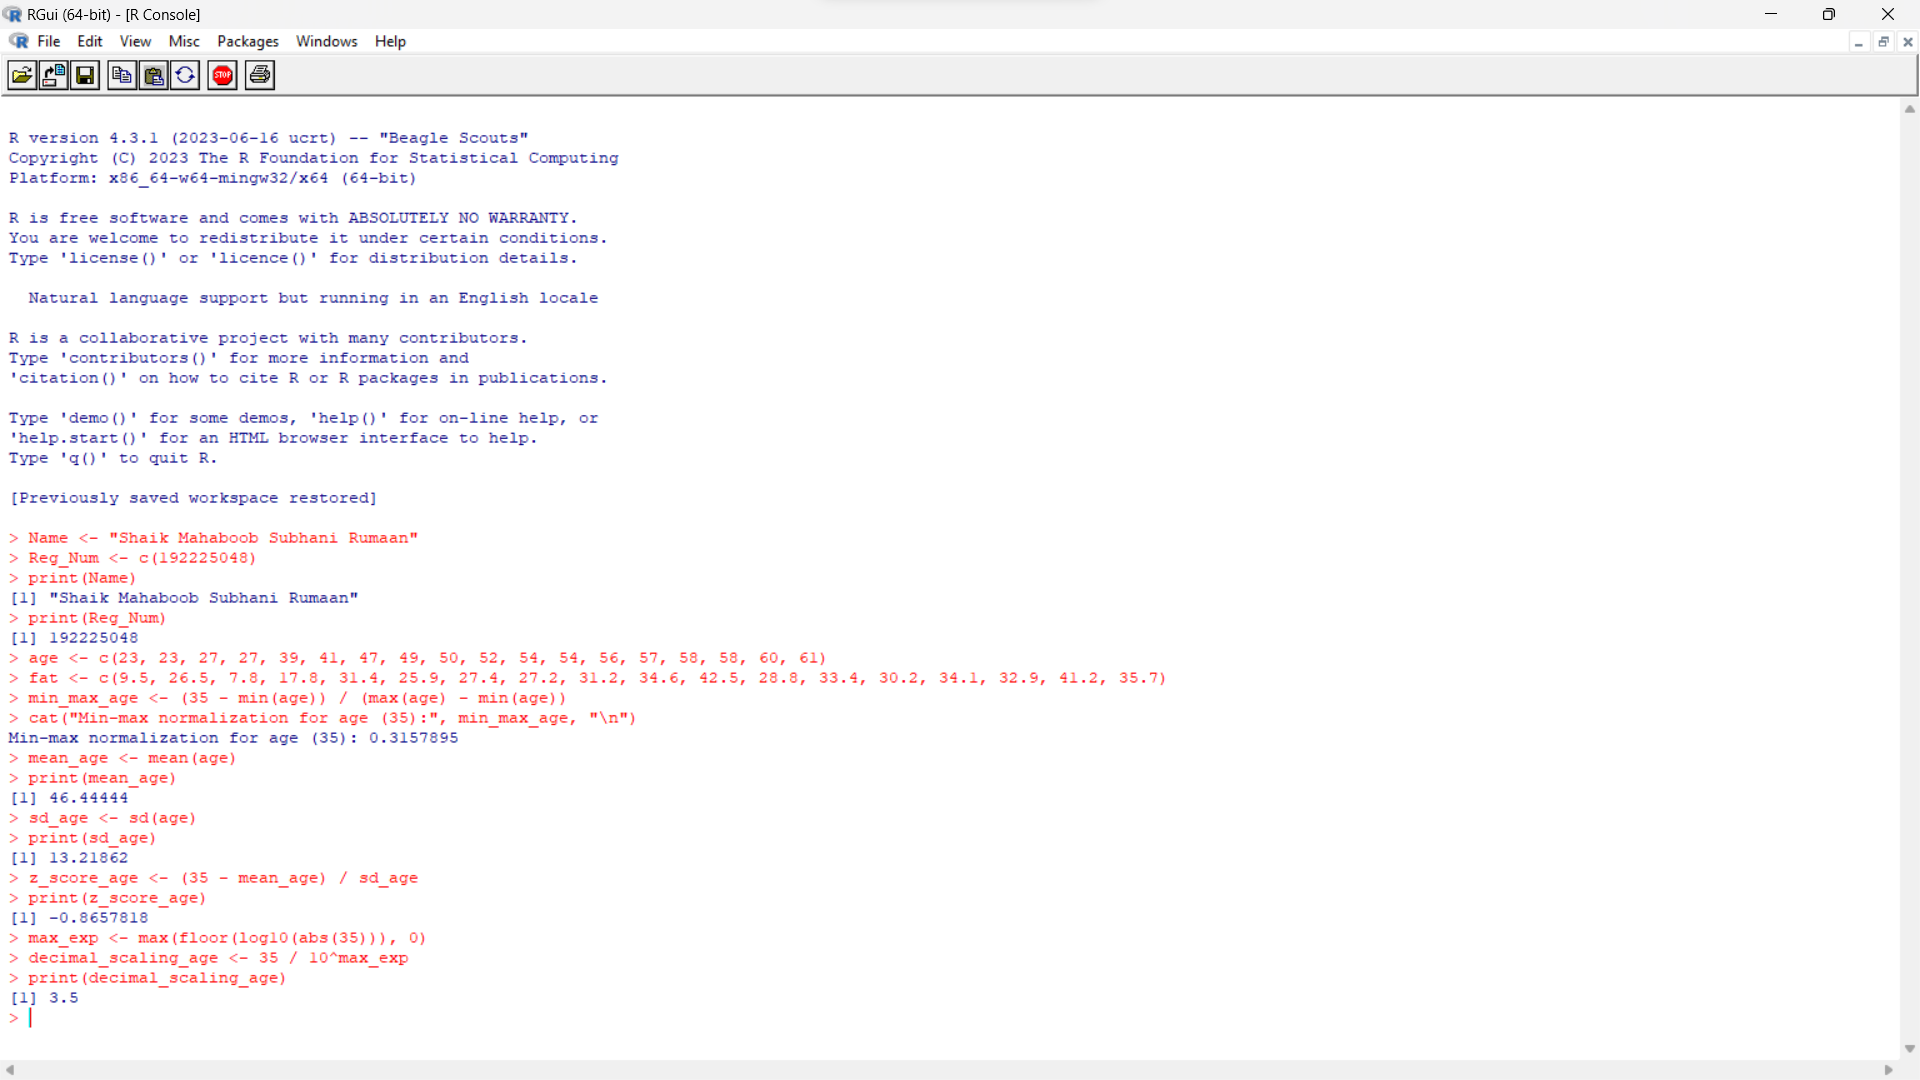 RGui (64-bit) - [R Console]
File Edit View Misc Packages Windows Help
STOP
R version 4.3.1 (2023-06-16 ucrt) -- "Beagle Scouts"
Copyright (C) 2023 The R Foundation for Statistical Computing
Platform: x86_64-w64-mingw32/x64 (64-bit)
R is free software and comes with ABSOLUTELY NO WARRANTY.
You are welcome to redistribute it under certain conditions.
Type 'license()' or 'licence()' for distribution details.
Natural language support but running in an English locale
R is a collaborative project with many contributors.
Type 'contributors()' for more information and
'citation()' on how to cite R or R packages in publications.
Type 'demo()' for some demos, 'help()' for on-line help, or
'help.start()' for an HTML browser interface to help.
Type 'q()' to quit R.
[Previously saved workspace restored]
> Name <- "Shaik Mahaboob Subhani Rumaan"
> Reg_Num <- c(192225048)
> print(Name)
[1] "Shaik Mahaboob Subhani Rumaan"
> print(Reg_Num)
[1] 192225048
> age <- c(23, 23, 27, 27, 39, 41, 47, 49, 50, 52, 54, 54, 56, 57, 58, 58, 60, 61)
> fat <- c(9.5, 26.5, 7.8, 17.8, 31.4, 25.9, 27.4, 27.2, 31.2, 34.6, 42.5, 28.8, 33.4, 30.2, 34.1, 32.9, 41.2, 35.7)
> min_max_age <- (35 - min(age)) / (max(age) - min(age))
> cat("Min-max normalization for age (35):", min_max_age, "\n")
Min-max normalization for age (35): 0.3157895
> mean_age <- mean(age)
> print(mean_age)
[1] 46.44444
> sd_age <- sd(age)
> print(sd_age)
[1] 13.21862
> z_score_age <- (35 - mean_age) / sd_age
> print(z_score_age)
[1] -0.8657818
> max_exp <- max(floor(log10(abs(35))), 0)
> decimal_scaling_age <- 35 / 10^max_exp
> print(decimal_scaling_age)
[1] 3.5
>